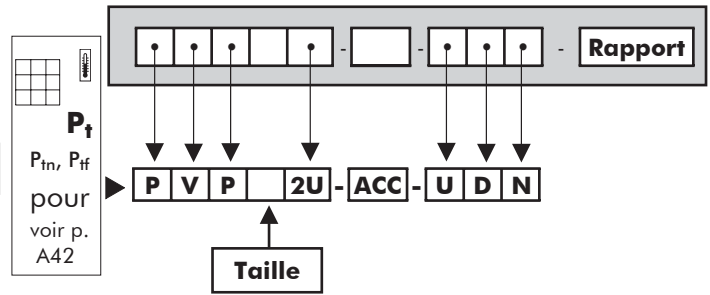 - - - Rapport
Pt
Ptn, Ptf
pour
voir p.
A42
P V P 2U - ACC - U D N
Taille